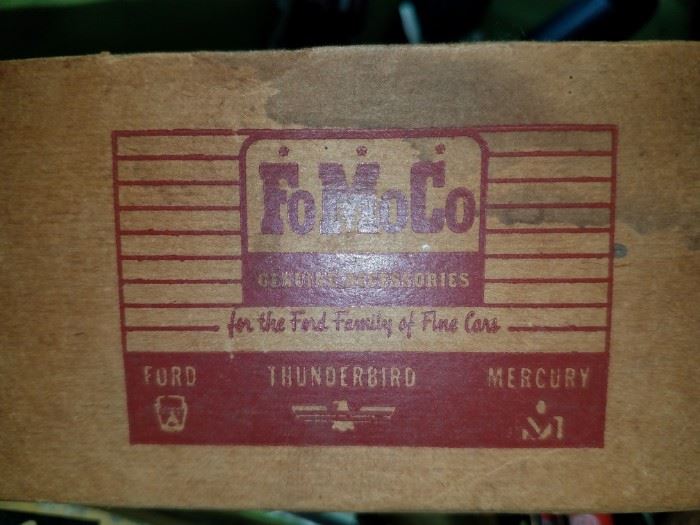 FoMoCo
GENUINE ACCESSORIES
for the Ford Family of Fine Cars
FORD THUNDERBIRD MERCURY
M